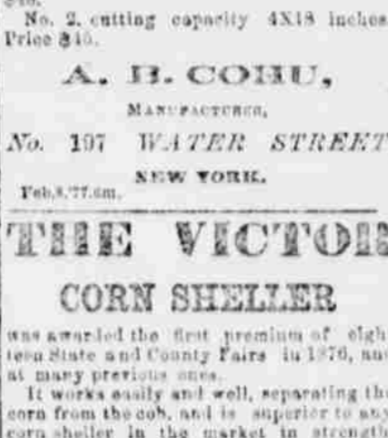 No. 2. cutting capacity 4X18 inches
Price $45.
A. B. COHU,
MANUFACTURER,
No. 197 WATER STREET
NEW YORK.
Feb.8,'77.6m.
THE VICTOR
CORN SHELLER
was awarded the first premium of eigh
teen State and County Fairs in 1876, and
at many previous ones.
It works easily and well, separating the
corn from the cob, and is superior to any
corn sheller in the market in strength